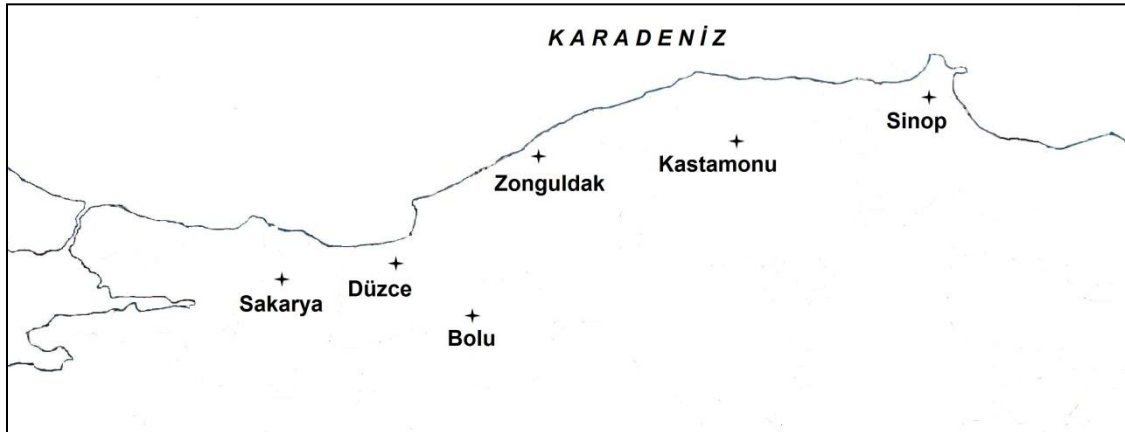 KARADENİZ
Sinop
Kastamonu
Zonguldak
Düzce
Sakarya
Bolu